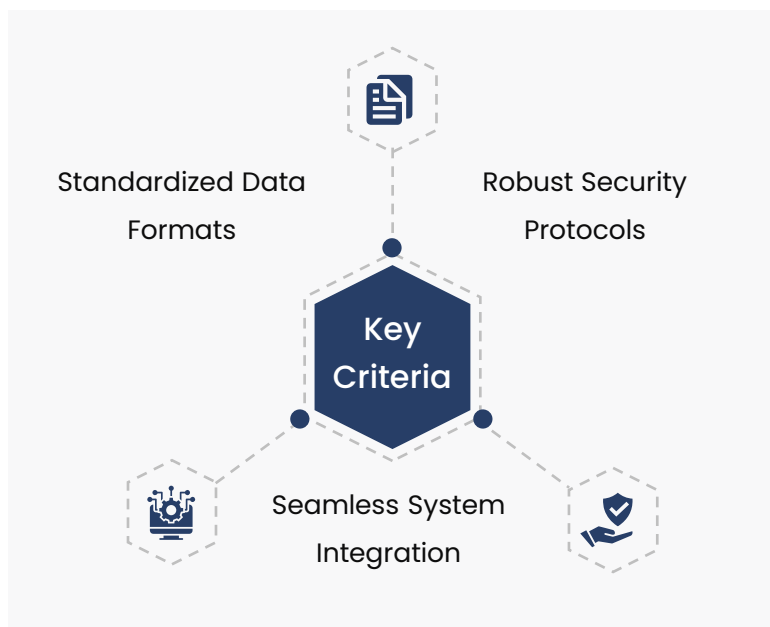 Standardized Data
Formats
Robust Security
Protocols
Key
Criteria
Seamless System
Integration